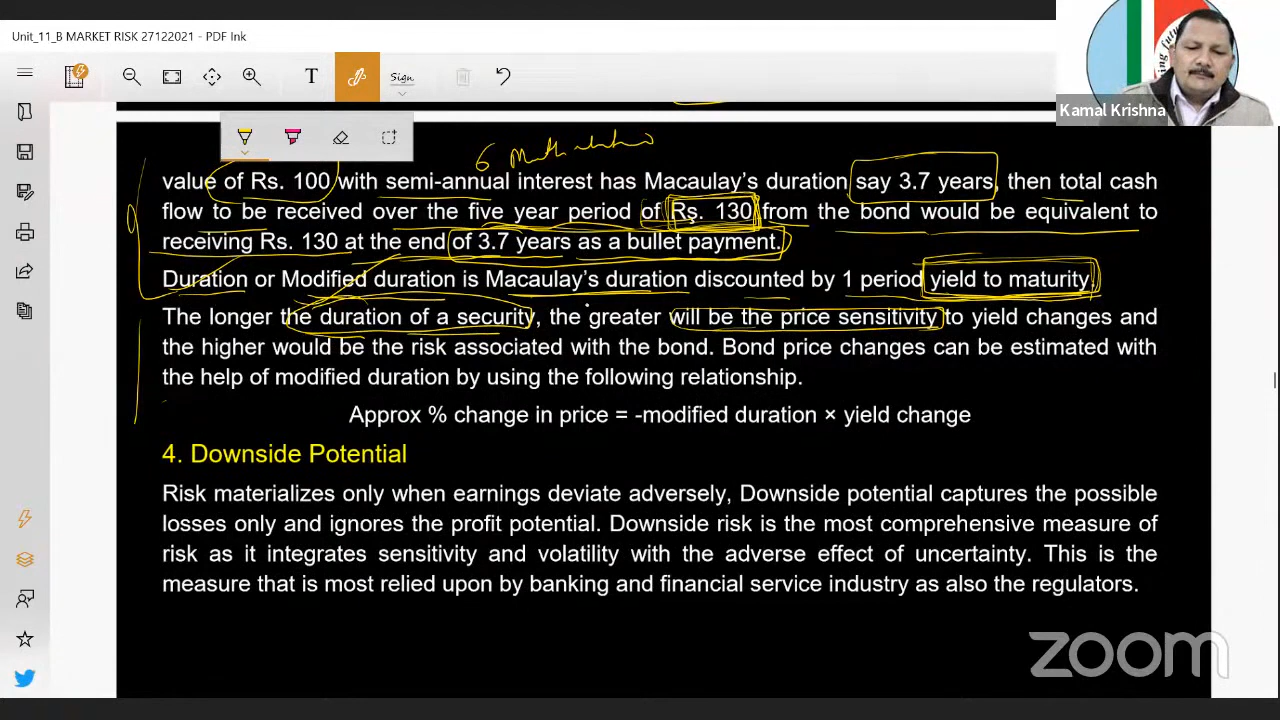 Unit_11_B MARKET RISK 27122021 - PDF Ink
T
Sign
Kamal Krishna
6
value of Rs. 100 with semi-annual interest has Macaulay's duration say 3.7 years, then total cash
flow to be received over the five year period of Rs. 130 from the bond would be equivalent to
receiving Rs. 130 at the end of 3.7 years as a bullet payment.
Duration or Modified duration is Macaulay's duration discounted by 1 period yield to maturity.
The longer the duration of a security, the greater will be the price sensitivity to yield changes and
the higher would be the risk associated with the bond. Bond price changes can be estimated with
the help of modified duration by using the following relationship.
Approx % change in price = -modified duration × yield change
4. Downside Potential
Risk materializes only when earnings deviate adversely, Downside potential captures the possible
losses only and ignores the profit potential. Downside risk is the most comprehensive measure of
risk as it integrates sensitivity and volatility with the adverse effect of uncertainty. This is the
measure that is most relied upon by banking and financial service industry as also the regulators.
zoom